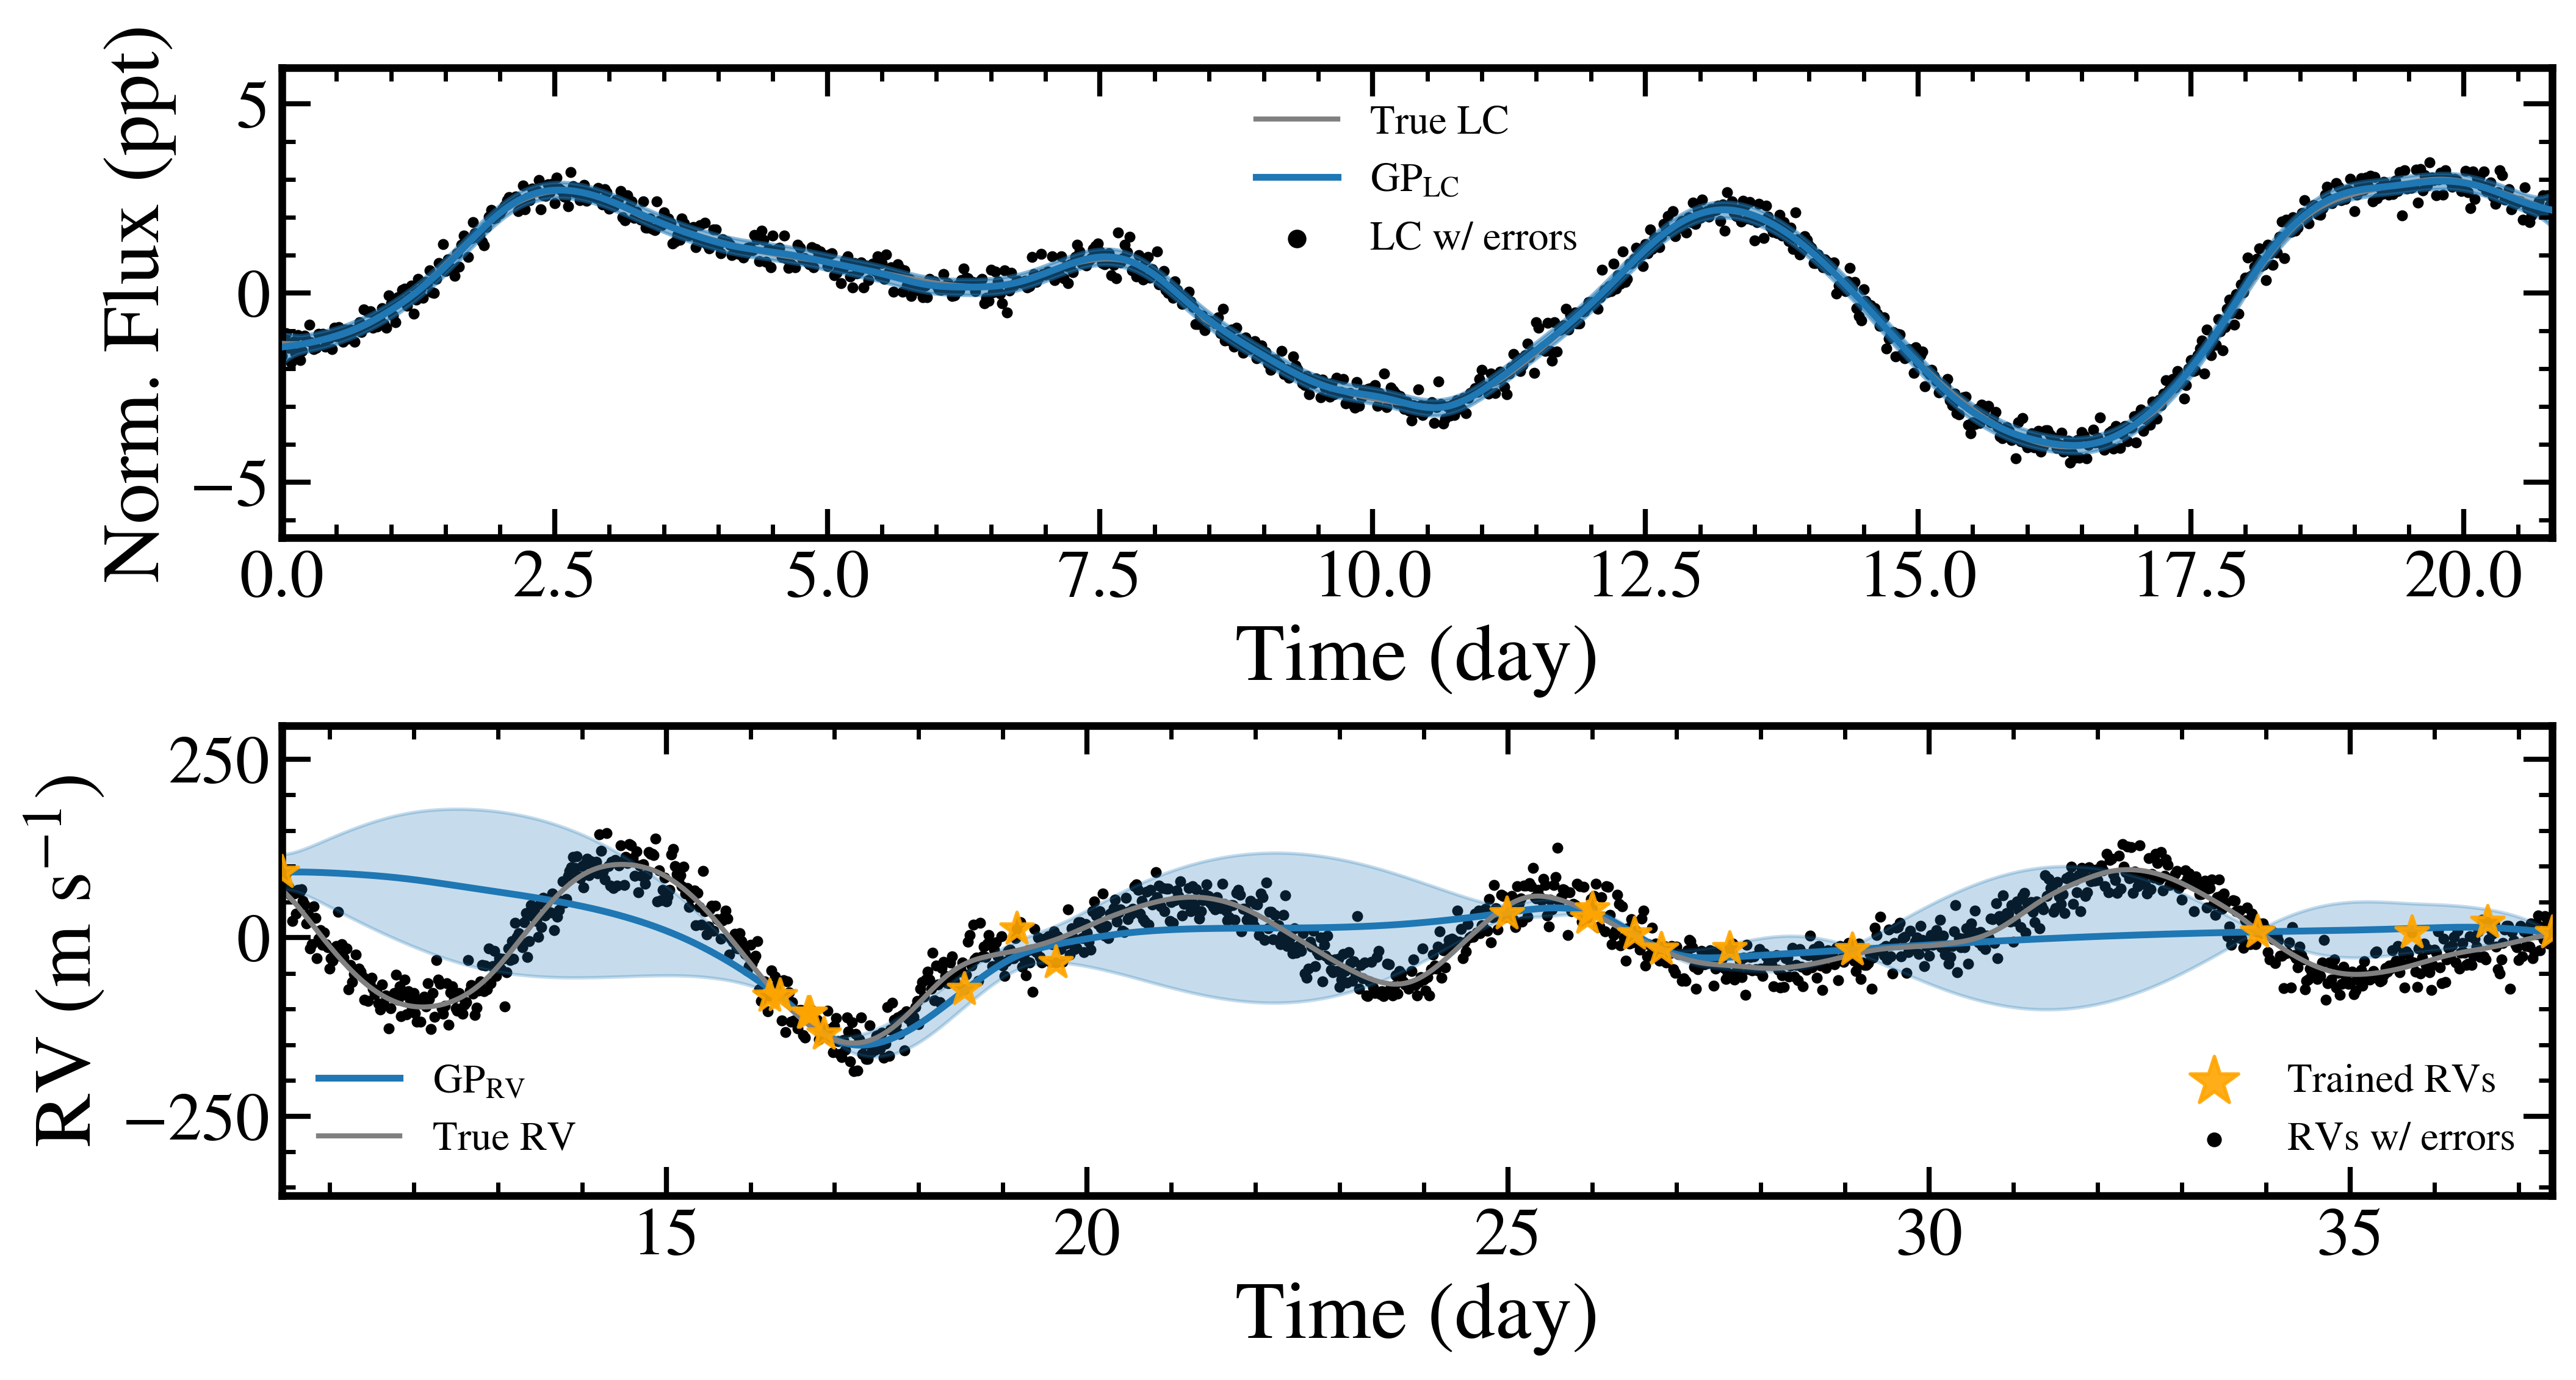 Norm. Flux (ppt)
5
0
−5
True LC
GP_LC
LC w/ errors
0.0 2.5 5.0 7.5 10.0 12.5 15.0 17.5 20.0
Time (day)
RV (m s⁻¹)
250
0
−250
GP_RV
True RV
Trained RVs
RVs w/ errors
15 20 25 30 35
Time (day)